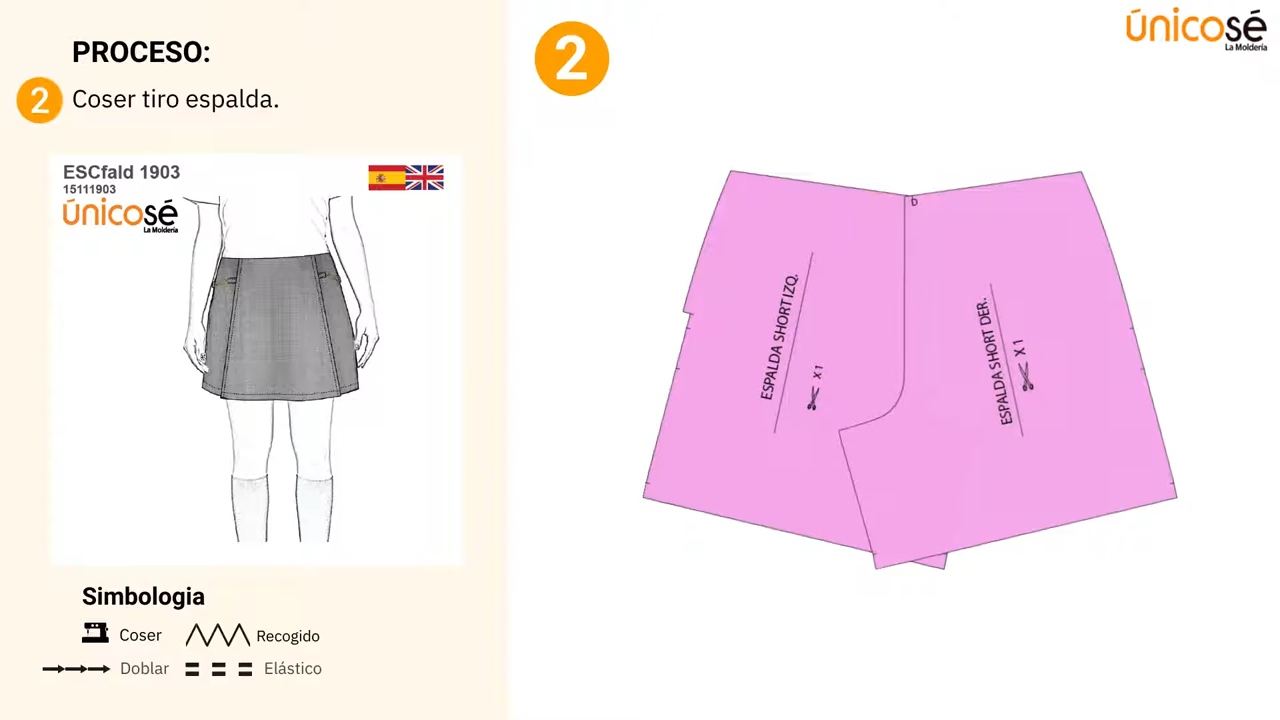 PROCESO:
2 Coser tiro espalda.
ESCfald 1903
15111903
únicosé
La Moldería
Simbologia
Coser
Recogido
Doblar
Elástico
2
únicosé
La Moldería
D
ESPALDA SHORT IZQ.
X 1
ESPALDA SHORT DER.
X 1